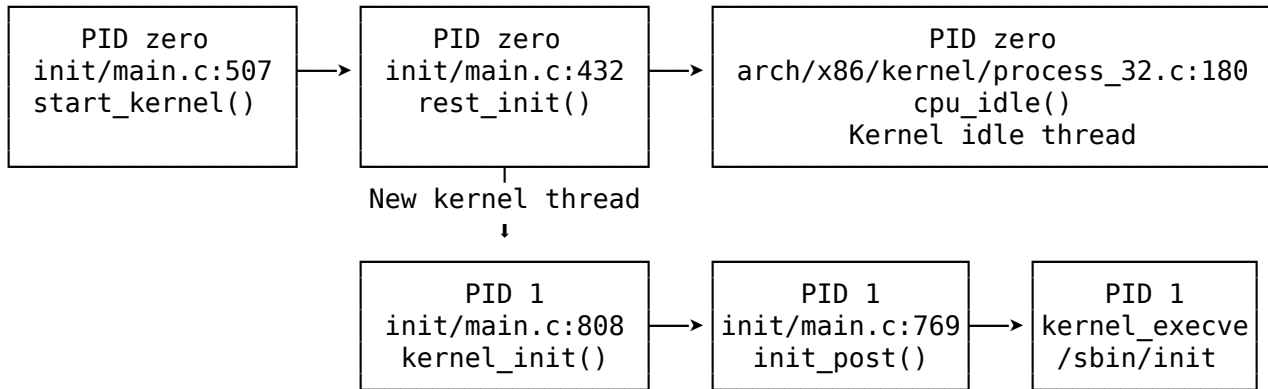 PID zero
init/main.c:507
start_kernel()
PID zero
init/main.c:432
rest_init()
PID zero
arch/x86/kernel/process_32.c:180
cpu_idle()
Kernel idle thread
New kernel thread
PID 1
init/main.c:808
kernel_init()
PID 1
init/main.c:769
init_post()
PID 1
kernel_execve
/sbin/init